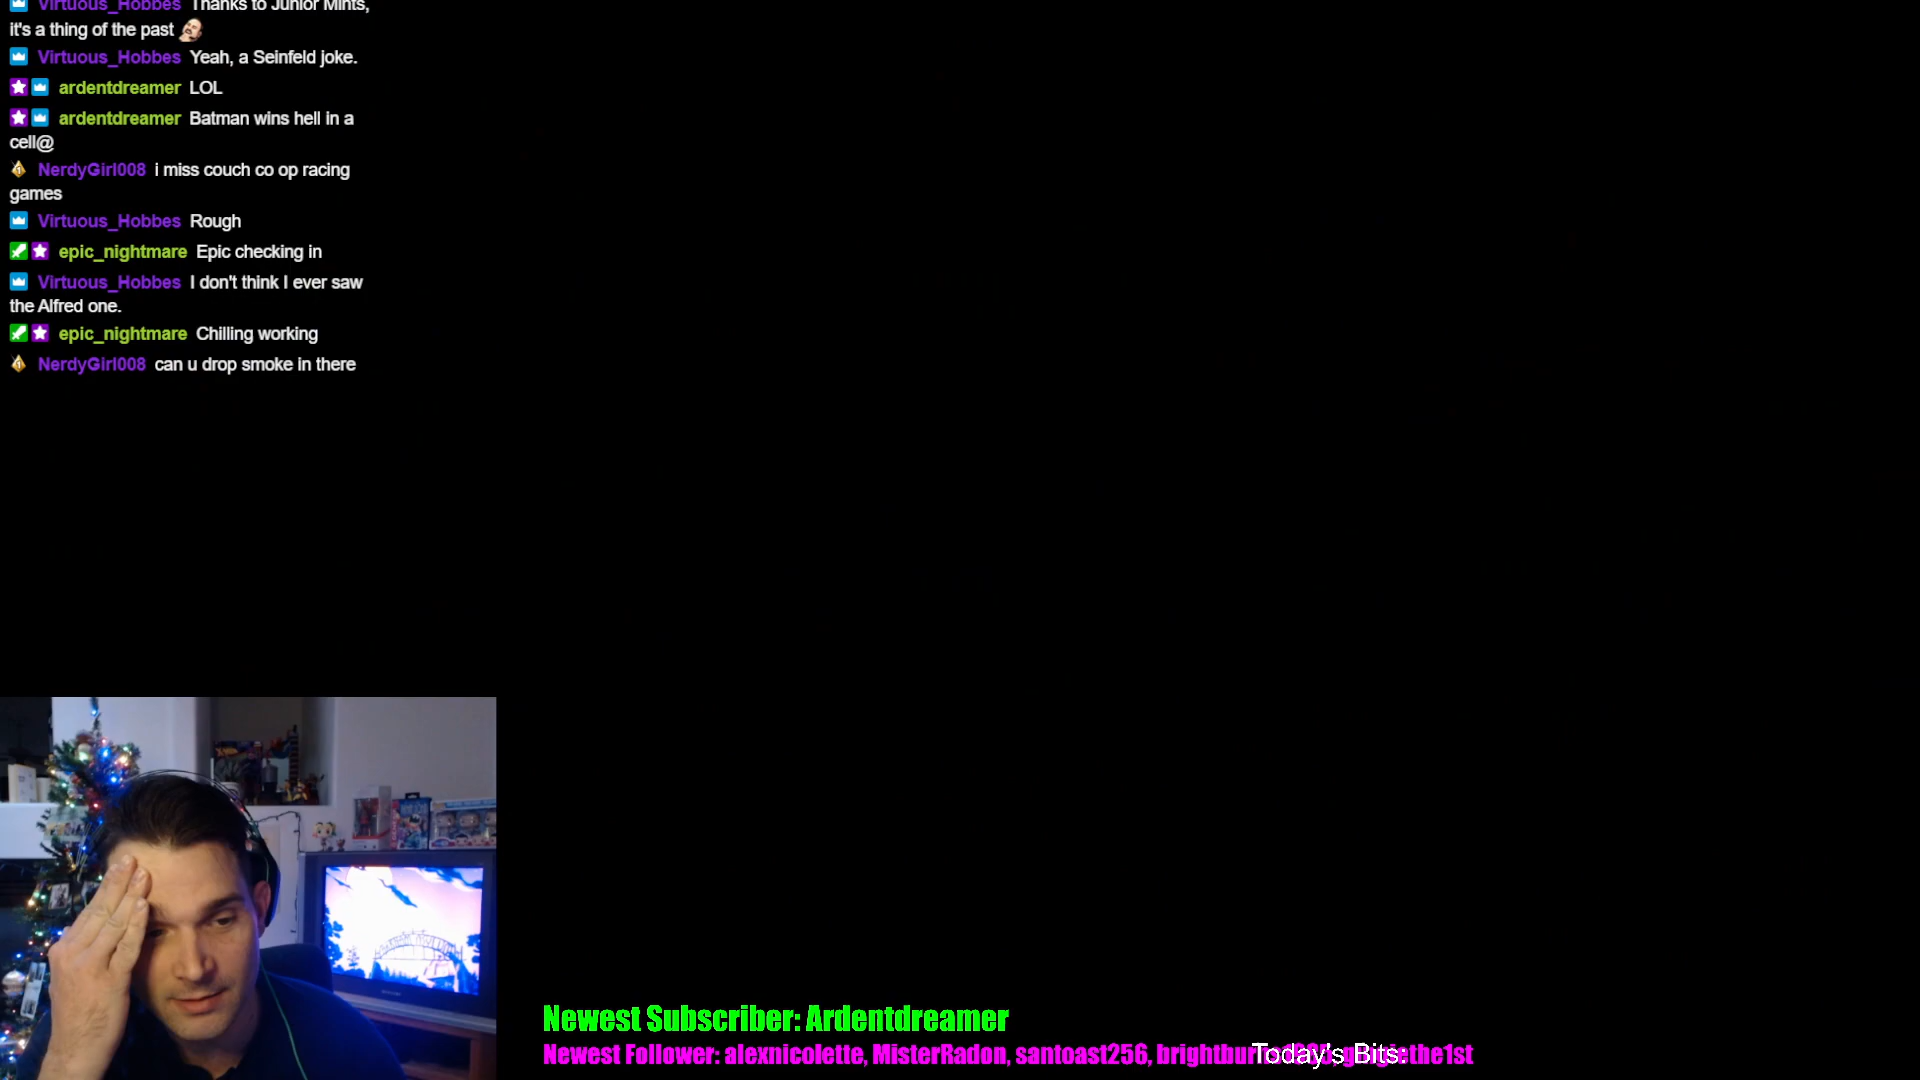 Virtuous_Hobbes Thanks to Junior Mints,
it's a thing of the past
Virtuous_Hobbes Yeah, a Seinfeld joke.
ardentdreamer LOL
ardentdreamer Batman wins hell in a
cell@
NerdyGirl008 i miss couch co op racing
games
Virtuous_Hobbes Rough
epic_nightmare Epic checking in
Virtuous_Hobbes I don't think I ever saw
the Alfred one.
epic_nightmare Chilling working
NerdyGirl008 can u drop smoke in there
Newest Subscriber: Ardentdreamer
Newest Follower: alexnicolette, MisterRadon, santoast256,
Today's Bits: